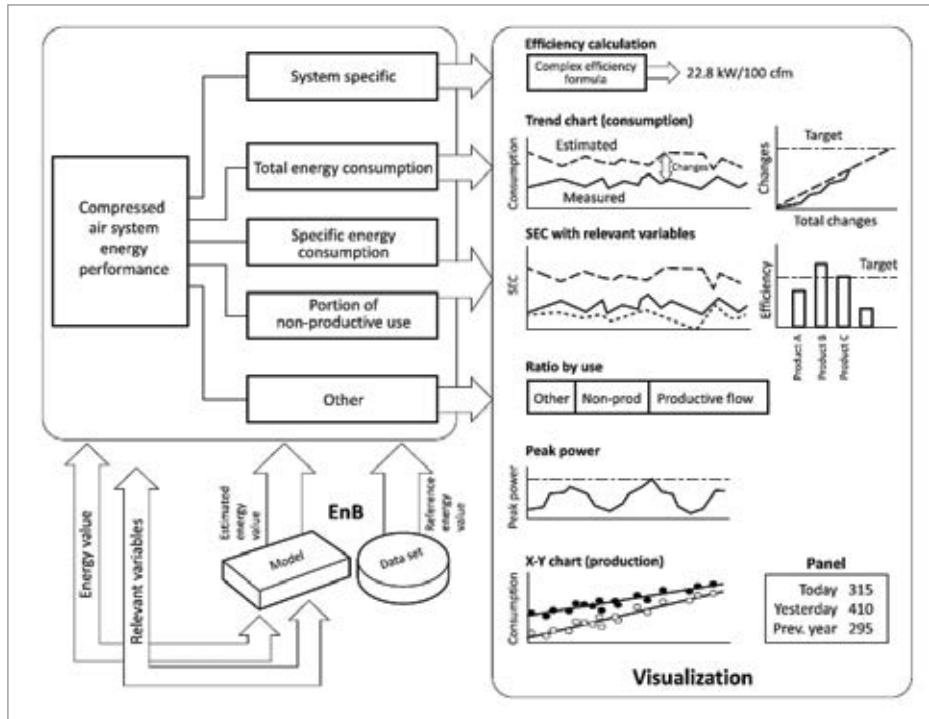 System specific
Total energy consumption
Compressed
air system
energy
performance
Specific energy
consumption
Portion of
non-productive use
Other
Energy value
Relevant variables
Estimated energy
value
EnB
Reference energy
value
Model
Data set
Efficiency calculation
Complex efficiency
formula
22.8 kW/100 cfm
Trend chart (consumption)
Consumption
Estimated
Changes
Measured
Changes
Target
Total changes
SEC with relevant variables
SEC
Efficiency
Target
Product A
Product B
Product C
Ratio by use
Other
Non-prod
Productive flow
Peak power
Peak power
X-Y chart (production)
Consumption
Panel
Today 315
Yesterday 410
Prev. year 295
Visualization